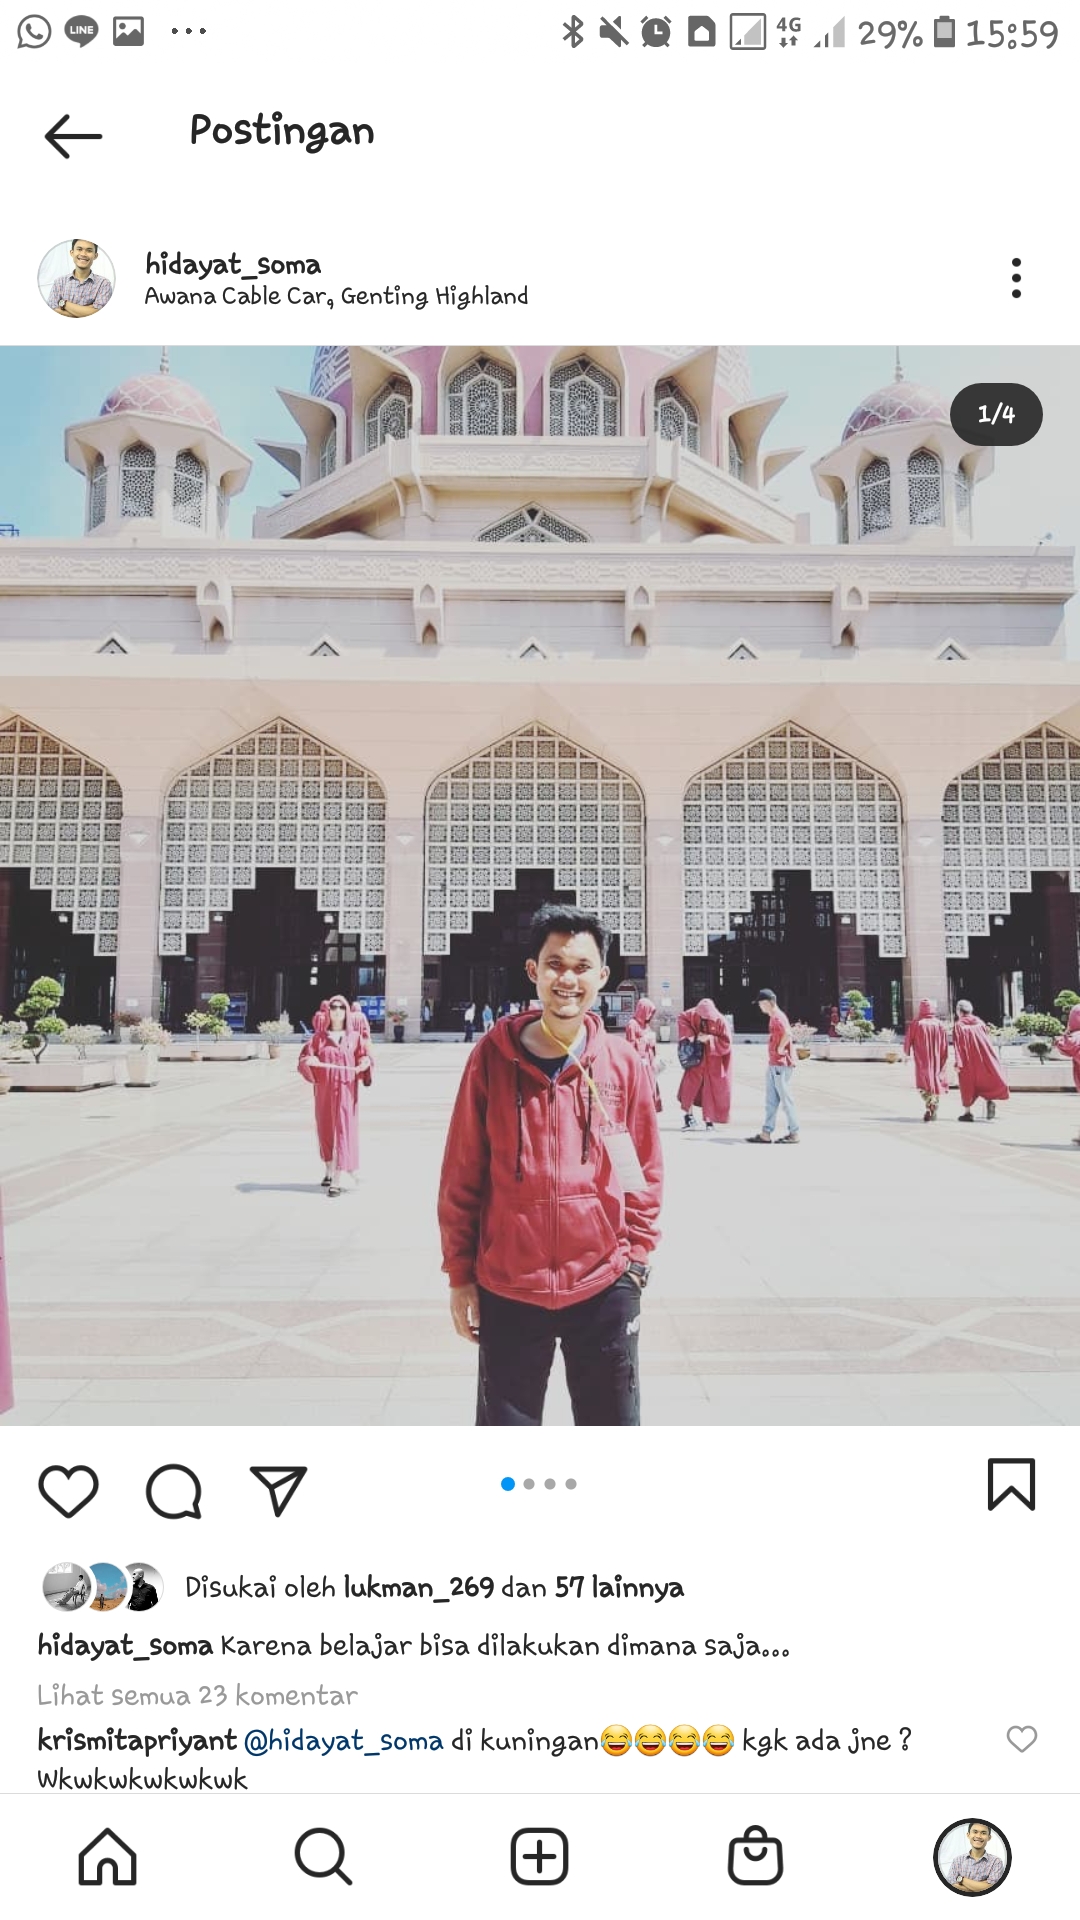 LINE
4G
29%
15:59
Postingan
hidayat_soma
Awana Cable Car, Genting Highland
1/4
Disukai oleh lukman_269 dan 57 lainnya
hidayat_soma Karena belajar bisa dilakukan dimana saja...
Lihat semua 23 komentar
krismitapriyant @hidayat_soma di kuningan😂😂😂😂 kgk ada jne ?
Wkwkwkwkwkwk